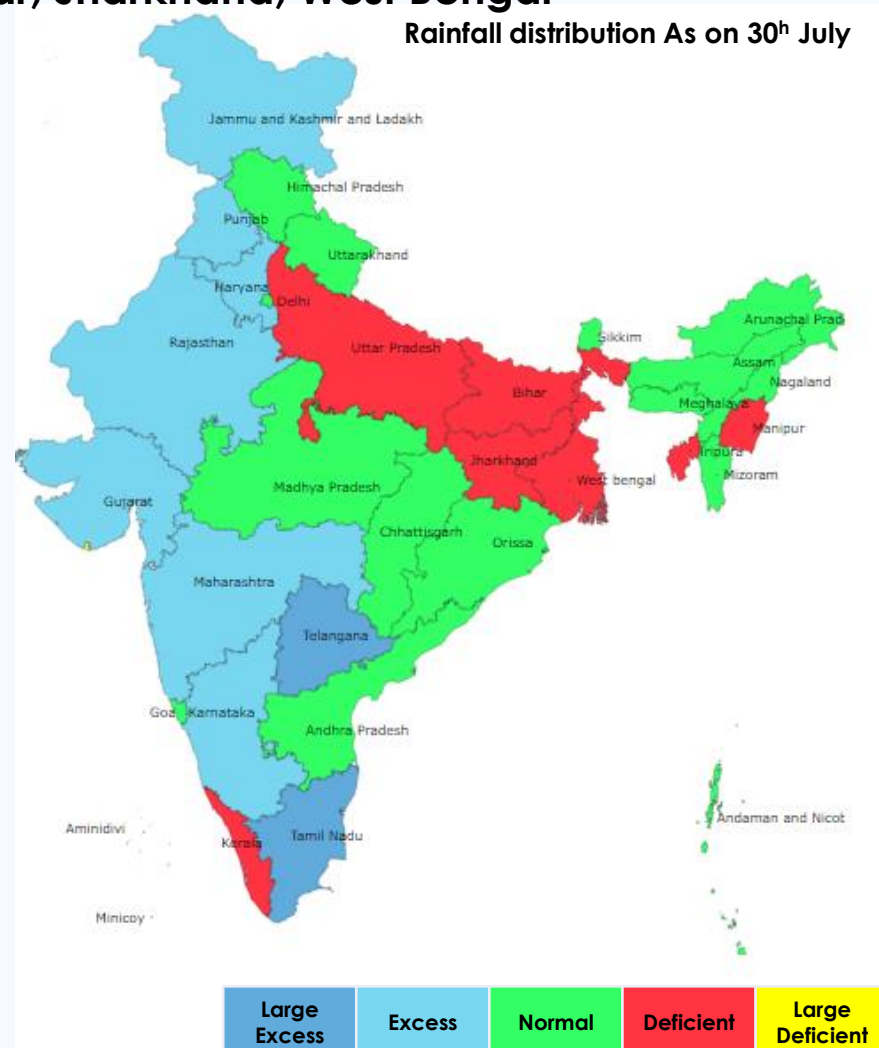 Jharkhand, West Bengal
Rainfall distribution As on 30h July
Jammu and Kashmir and Ladakh
Himachal Pradesh
Punjab
Uttarakhand
Haryana
Delhi
Rajasthan
Uttar Pradesh
Sikkim
Arunachal Prad
Assam
Nagaland
Bihar
Meghalaya
Manipur
Jharkhand
Tripura
West bengal
Mizoram
Madhya Pradesh
Gujarat
Chhattisgarh
Orissa
Maharashtra
Telangana
Goa
Karnataka
Andhra Pradesh
Andaman and Nicot
Aminidivi
Kerala
Tamil Nadu
Minicoy
Large
Excess
Excess
Normal
Deficient
Large
Deficient